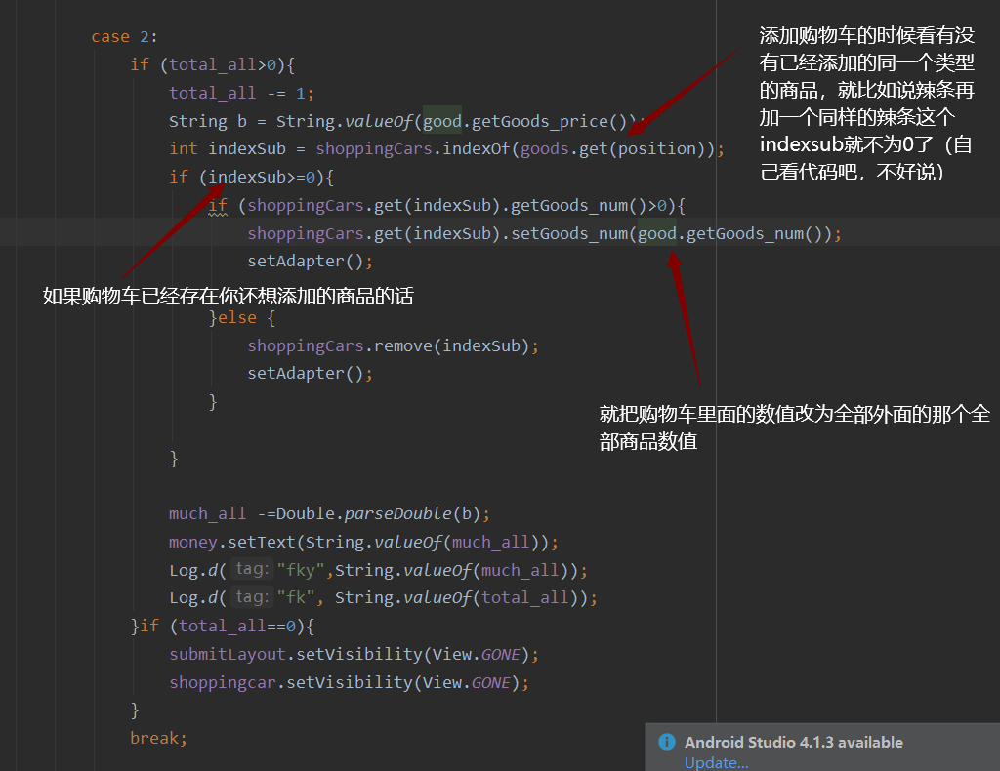 case 2:
if (total_all>0){
total_all -= 1;
String b = String.valueOf(good.getGoods_price());
int indexSub = shoppingCars.indexOf(goods.get(position));
if (indexSub>=0){
if (shoppingCars.get(indexSub).getGoods_num()>0){
shoppingCars.get(indexSub).setGoods_num(good.getGoods_num());
setAdapter();
}else {
shoppingCars.remove(indexSub);
setAdapter();
}
}
much_all -=Double.parseDouble(b);
money.setText(String.valueOf(much_all));
Log.d( tag: "fky",String.valueOf(much_all));
Log.d( tag: "fk", String.valueOf(total_all));
}if (total_all==0){
submitLayout.setVisibility(View.GONE);
shoppingcar.setVisibility(View.GONE);
}
break;
添加购物车的时候看有没
有已经添加的同一个类型
的商品，就比如说辣条再
加一个同样的辣条这个
indexsub就不为0了（自
己看代码吧，不好说）
如果购物车已经存在你还想添加的商品的话
就把购物车里面的数值改为全部外面的那个全
部商品数值
Android Studio 4.1.3 available
Update...